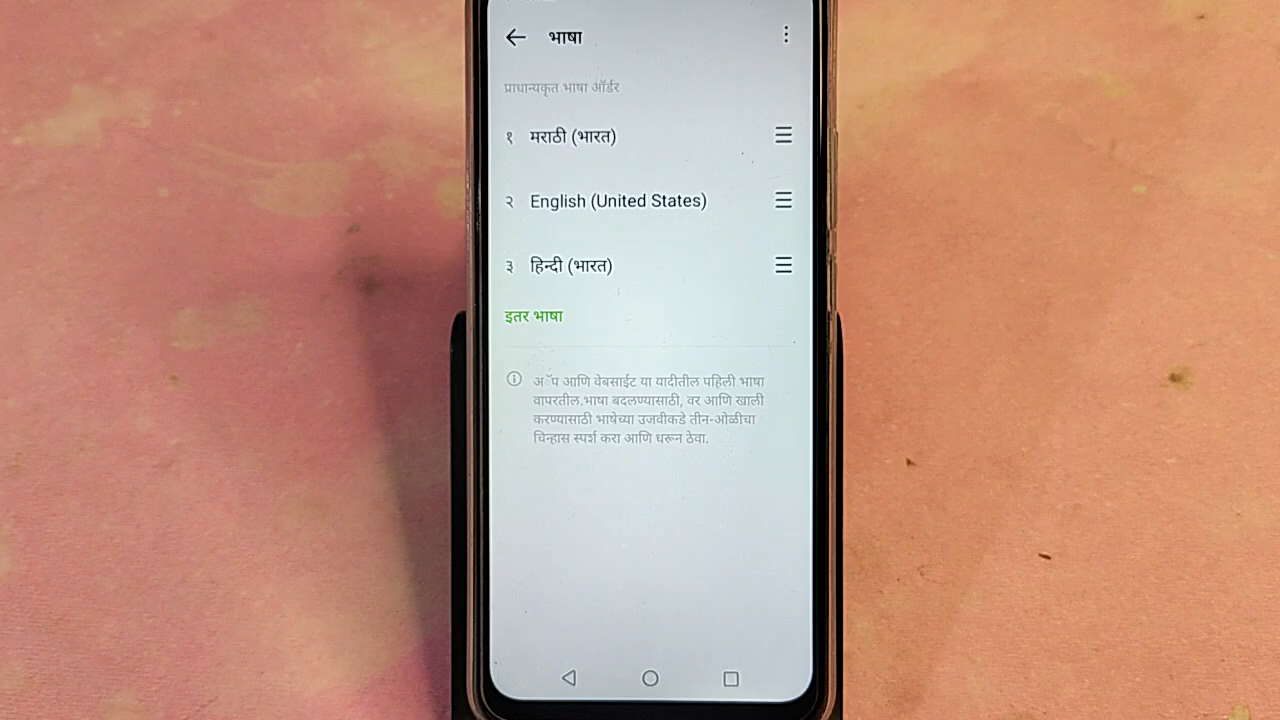 भाषा
प्राधान्यकृत भाषा ऑर्डर
१ मराठी (भारत)
२ English (United States)
३ हिन्दी (भारत)
इतर भाषा
अॅप आणि वेबसाईट या यादीतील पहिली भाषा
वापरतील.भाषा बदलण्यासाठी, वर आणि खाली
करण्यासाठी भाषेच्या उजवीकडे तीन-ओळीचा
चिन्हास स्पर्श करा आणि धरून ठेवा.